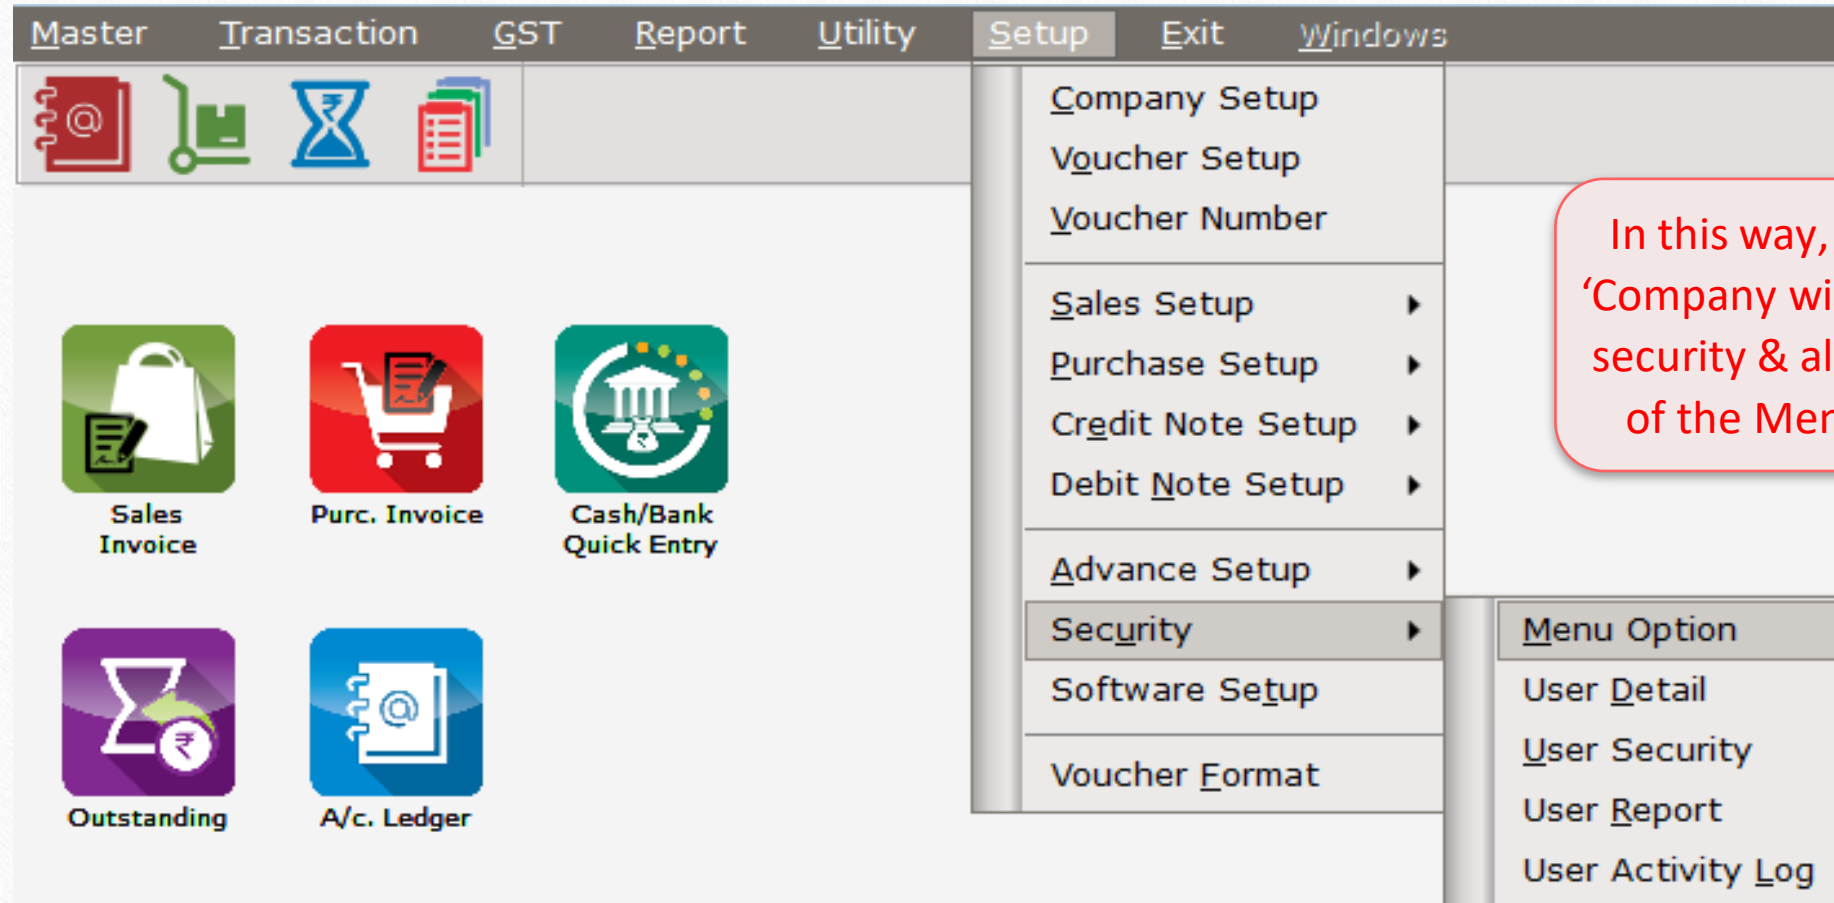 Master Transaction GST Report Utility Setup Exit Windows
Company Setup
Voucher Setup
Voucher Number
Sales Setup
Purchase Setup
Credit Note Setup
Debit Note Setup
Advance Setup
Security
Software Setup
Voucher Format
Menu Option
User Detail
User Security
User Report
User Activity Log
In this way,
‘Company wi
security & al
of the Mer
Sales
Invoice
Purc. Invoice
Cash/Bank
Quick Entry
Outstanding
A/c. Ledger